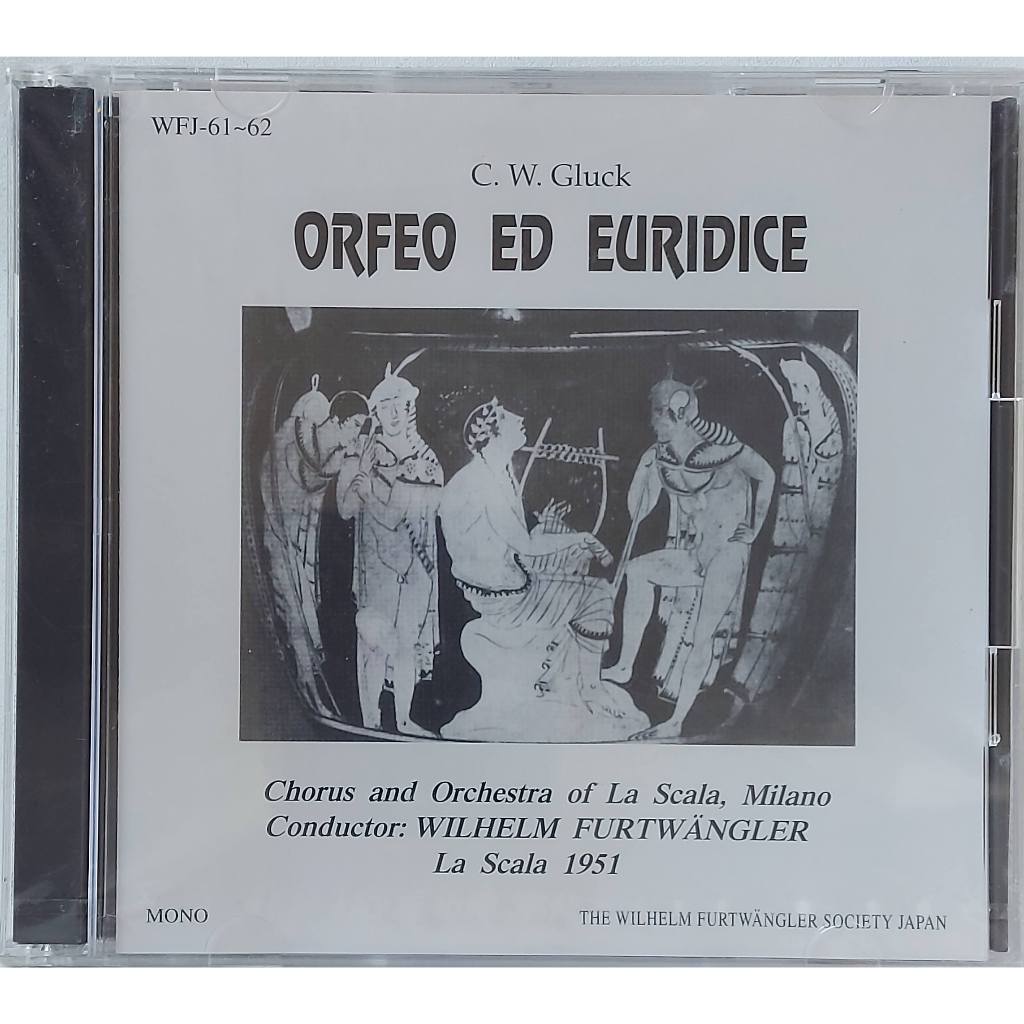 WFJ-61~62
C. W. Gluck
ORFEO ED EURIDICE
Chorus and Orchestra of La Scala, Milano
Conductor: WILHELM FURTWÄNGLER
La Scala 1951
MONO
THE WILHELM FURTWÄNGLER SOCIETY JAPAN